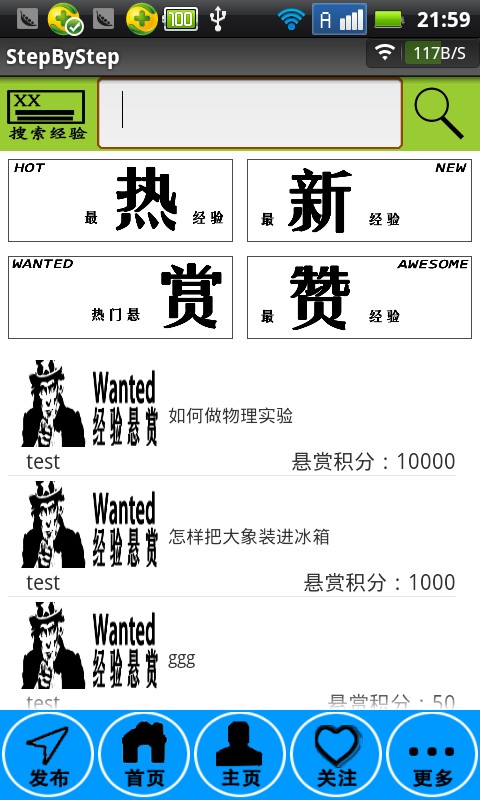 100
A
21:59
StepByStep
117B/S
XX
搜索经验
HOT
最 热 经验
NEW
最 新 经验
WANTED
热门悬 赏
AWESOME
最 赞 经验
Wanted
经验悬赏
如何做物理实验
test
悬赏积分：10000
Wanted
经验悬赏
怎样把大象装进冰箱
test
悬赏积分：1000
Wanted
经验悬赏
ggg
test
悬赏积分：50
发布
首页
主页
关注
更多